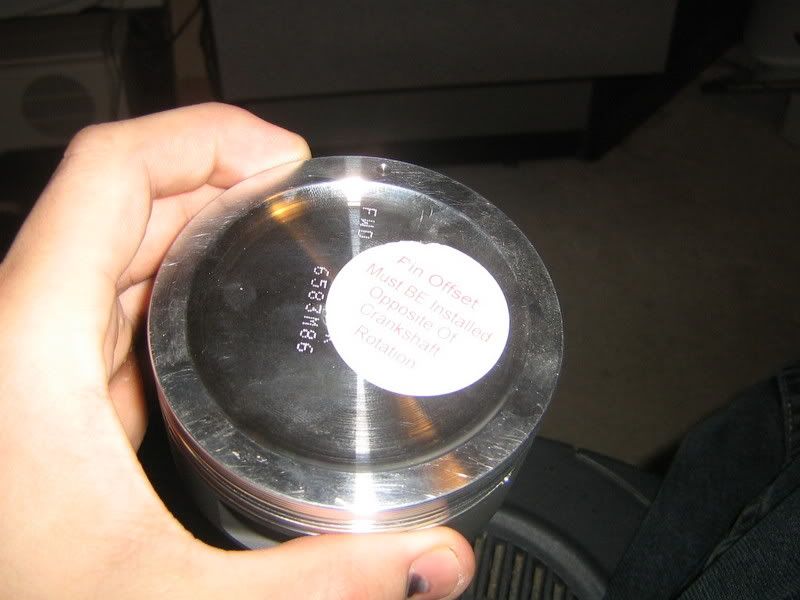 FWD
6583M86
Pin Offset
Must BE Installed
Opposite Of
Crankshaft
Rotation